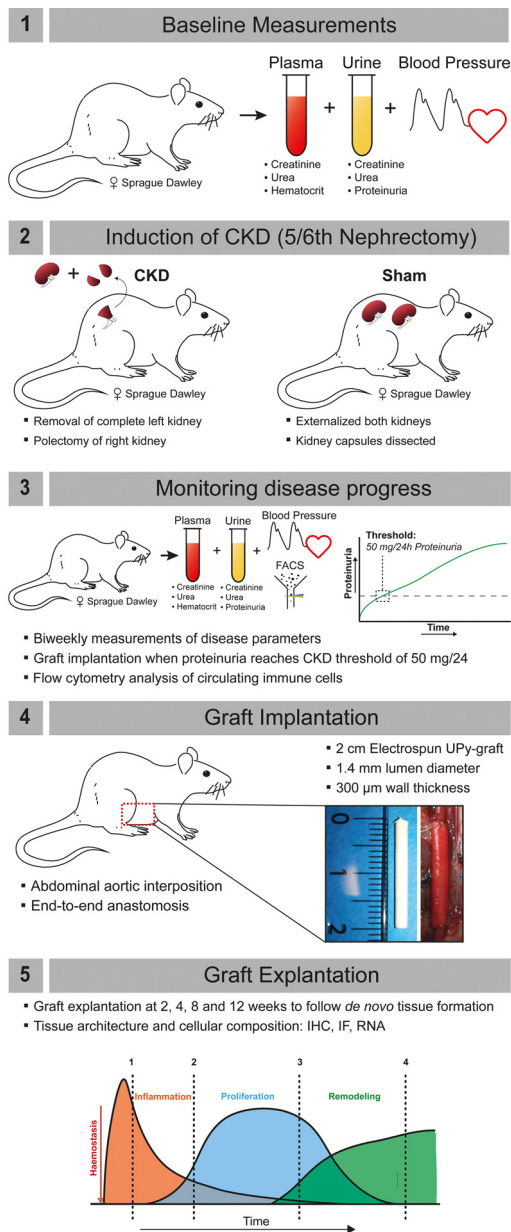 1 Baseline Measurements
Plasma Urine Blood Pressure
+ +
▪ Creatinine
▪ Urea
▪ Hematocrit
▪ Creatinine
▪ Urea
▪ Proteinuria
♀ Sprague Dawley
2 Induction of CKD (5/6th Nephrectomy)
+ CKD
Sham
♀ Sprague Dawley
♀ Sprague Dawley
▪ Removal of complete left kidney
▪ Polectomy of right kidney
▪ Externalized both kidneys
▪ Kidney capsules dissected
3 Monitoring disease progress
Plasma Urine Blood Pressure
+ +
FACS
▪ Creatinine
▪ Urea
▪ Hematocrit
▪ Creatinine
▪ Urea
▪ Proteinuria
♀ Sprague Dawley
Threshold:
50 mg/24h Proteinuria
Proteinuria
Time
▪ Biweekly measurements of disease parameters
▪ Graft implantation when proteinuria reaches CKD threshold of 50 mg/24
▪ Flow cytometry analysis of circulating immune cells
4 Graft Implantation
▪ 2 cm Electrospun UPy-graft
▪ 1.4 mm lumen diameter
▪ 300 µm wall thickness
0
1
2
▪ Abdominal aortic interposition
▪ End-to-end anastomosis
5 Graft Explantation
▪ Graft explantation at 2, 4, 8 and 12 weeks to follow de novo tissue formation
▪ Tissue architecture and cellular composition: IHC, IF, RNA
1 2 3 4
Inflammation Proliferation Remodeling
Haemostasis
Time